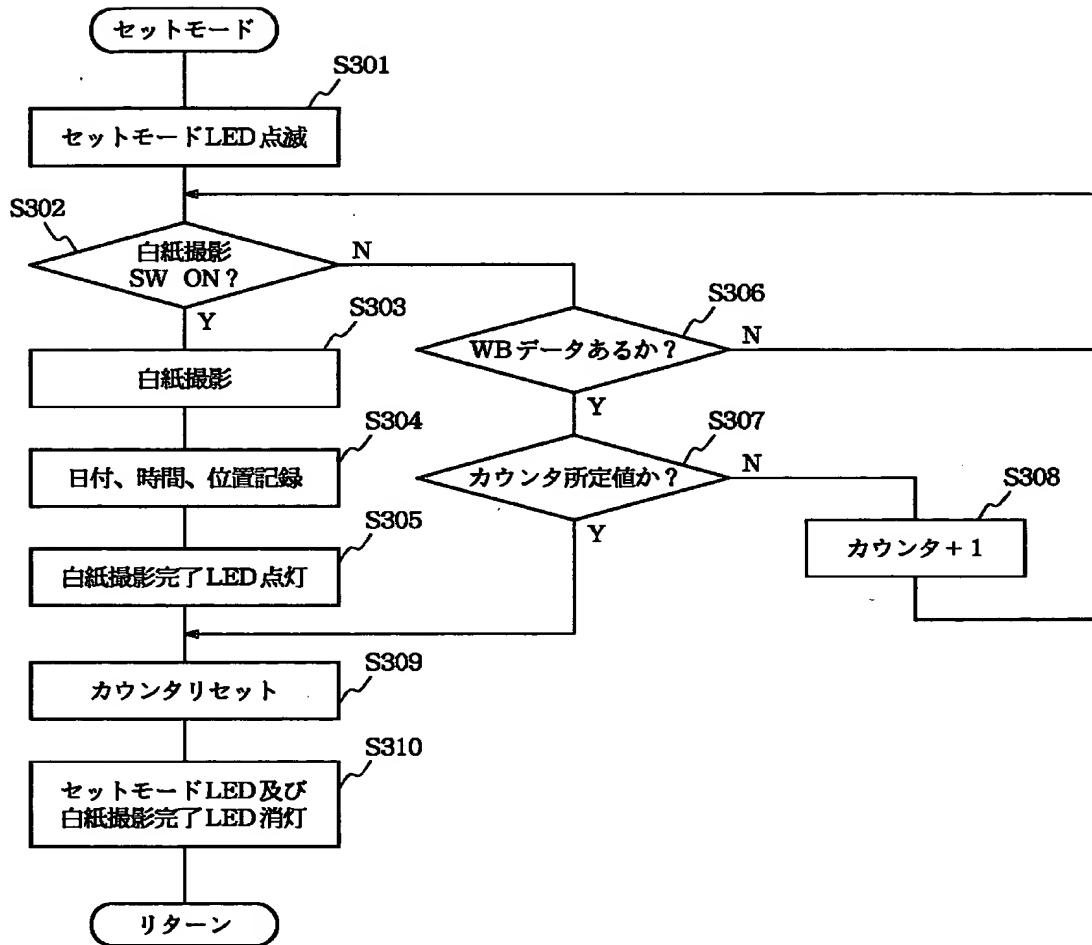 セットモード
S301
セットモードLED点滅
S302
白紙撮影
SW ON？
N
Y
S303
白紙撮影
S304
日付、時間、位置記録
S305
白紙撮影完了LED点灯
S306
WBデータあるか？
N
Y
S307
カウンタ所定値か？
N
Y
S308
カウンタ＋1
S309
カウンタリセット
S310
セットモードLED及び
白紙撮影完了LED消灯
リターン